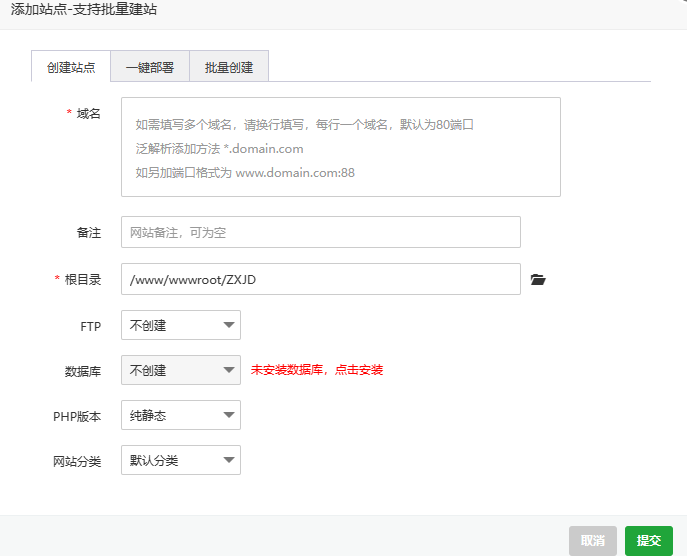 添加站点-支持批量建站
创建站点
一键部署
批量创建
* 域名
如需填写多个域名，请换行填写，每行一个域名，默认为80端口
泛解析添加方法 *.domain.com
如另加端口格式为 www.domain.com:88
备注
网站备注，可为空
* 根目录
/www/wwwroot/ZXJD
FTP
不创建
数据库
不创建
未安装数据库，点击安装
PHP版本
纯静态
网站分类
默认分类
取消
提交